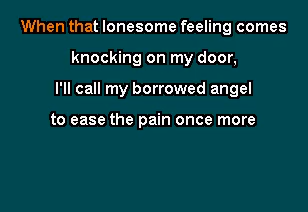 When that lonesome feeling comes
knocking on my door,
I'll call my borrowed angel
to ease the pain once more